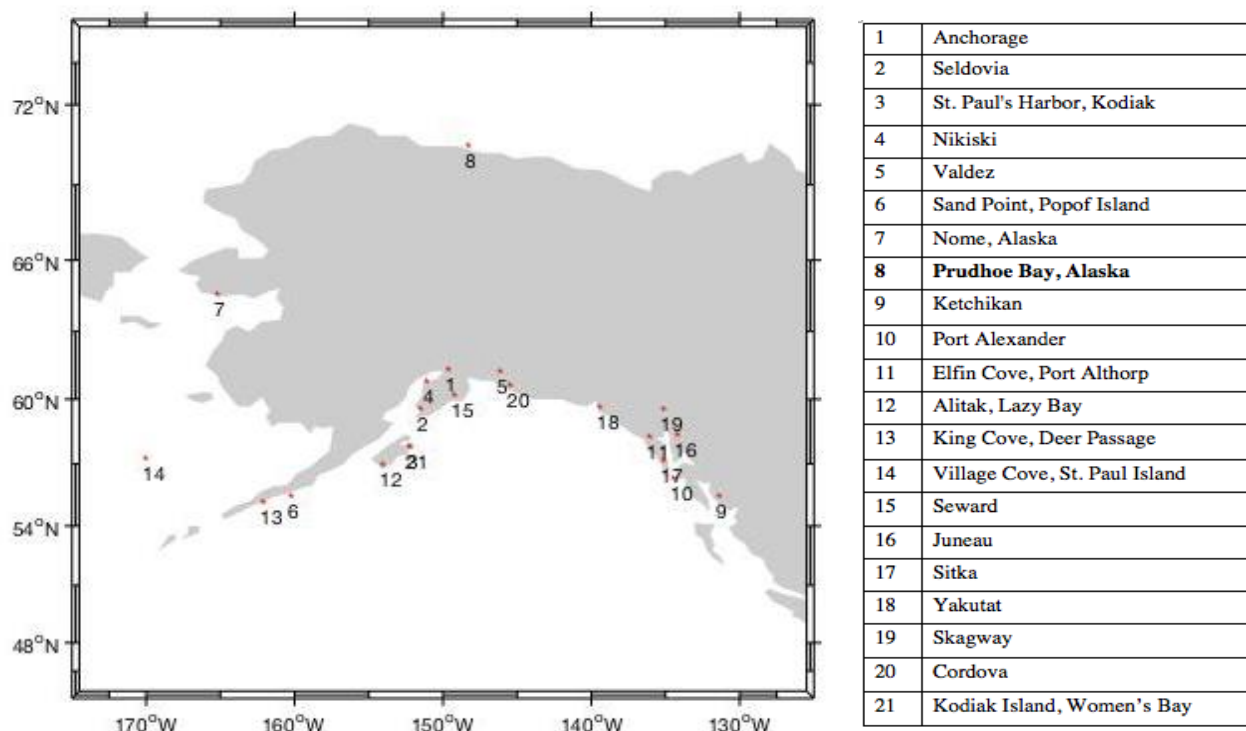 72°N
66°N
60°N
54°N
48°N
170°W 160°W 150°W 140°W 130°W
8
7
1
4
15
2
5
20
18
19
16
11
17
10
9
14
12
3
21
13
6
1 Anchorage
2 Seldovia
3 St. Paul's Harbor, Kodiak
4 Nikiski
5 Valdez
6 Sand Point, Popof Island
7 Nome, Alaska
8 Prudhoe Bay, Alaska
9 Ketchikan
10 Port Alexander
11 Elfin Cove, Port Althorp
12 Alitak, Lazy Bay
13 King Cove, Deer Passage
14 Village Cove, St. Paul Island
15 Seward
16 Juneau
17 Sitka
18 Yakutat
19 Skagway
20 Cordova
21 Kodiak Island, Women’s Bay